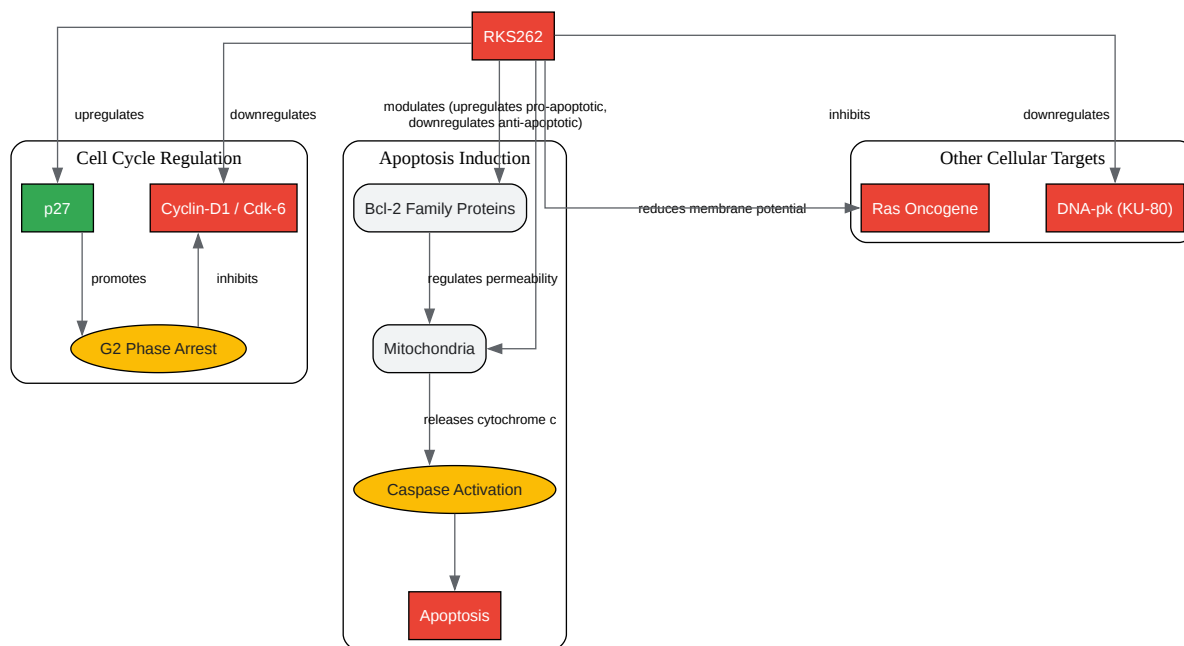 RKS262
upregulates
downregulates
modulates (upregulates pro-apoptotic,
downregulates anti-apoptotic)
inhibits
downregulates
Cell Cycle Regulation
Apoptosis Induction
Other Cellular Targets
p27
Cyclin-D1 / Cdk-6
Bcl-2 Family Proteins
reduces membrane potential
Ras Oncogene
DNA-pk (KU-80)
promotes
inhibits
regulates permeability
G2 Phase Arrest
Mitochondria
releases cytochrome c
Caspase Activation
Apoptosis